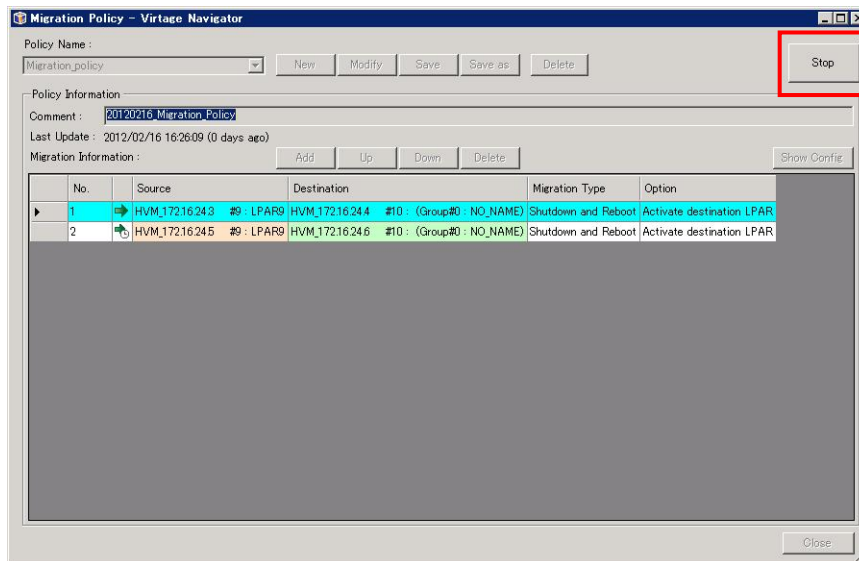 Migration Policy - Virtage Navigator
Policy Name :
Migration_policy New Modify Save Save as Delete Stop
Policy Information
Comment : 20120216_Migration_Policy
Last Update : 2012/02/16 16:26:09 (0 days ago)
Migration Information : Add Up Down Delete Show Config
No. Source Destination Migration Type Option
1 HVM_172.16.24.3 #9 : LPAR9 HVM_172.16.24.4 #10 : (Group#0 : NO_NAME) Shutdown and Reboot Activate destination LPAR
2 HVM_172.16.24.5 #9 : LPAR9 HVM_172.16.24.6 #10 : (Group#0 : NO_NAME) Shutdown and Reboot Activate destination LPAR
Close